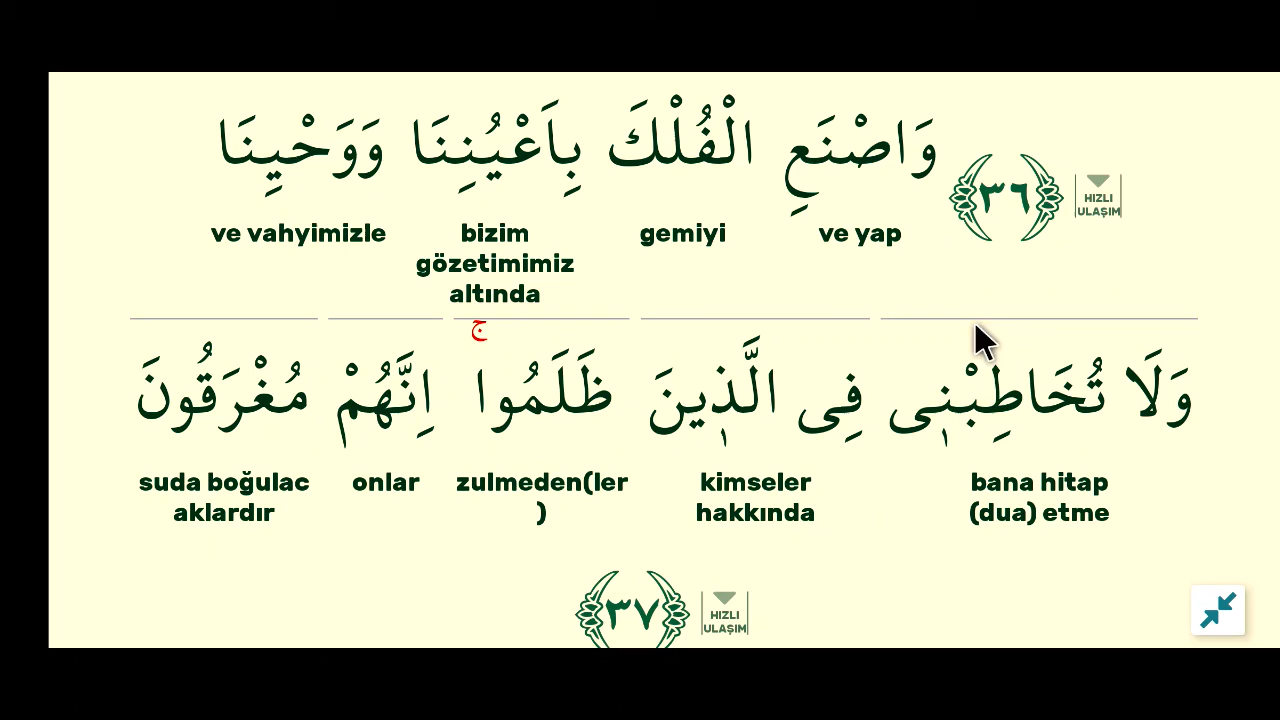 وَاصْنَعِ الْفُلْكَ بِاَعْيُنِنَا وَوَحْيِنَا
٣٦
HIZLI
ULAŞIM
ve vahyimizle bizim gözetimimiz altında gemiyi ve yap
ج
وَلَا تُخَاطِبْنٖى فِى الَّذٖينَ ظَلَمُوا اِنَّهُمْ مُغْرَقُونَ
suda boğulac aklardır onlar zulmeden(ler ) kimseler hakkında bana hitap (dua) etme
٣٧
HIZLI
ULAŞIM